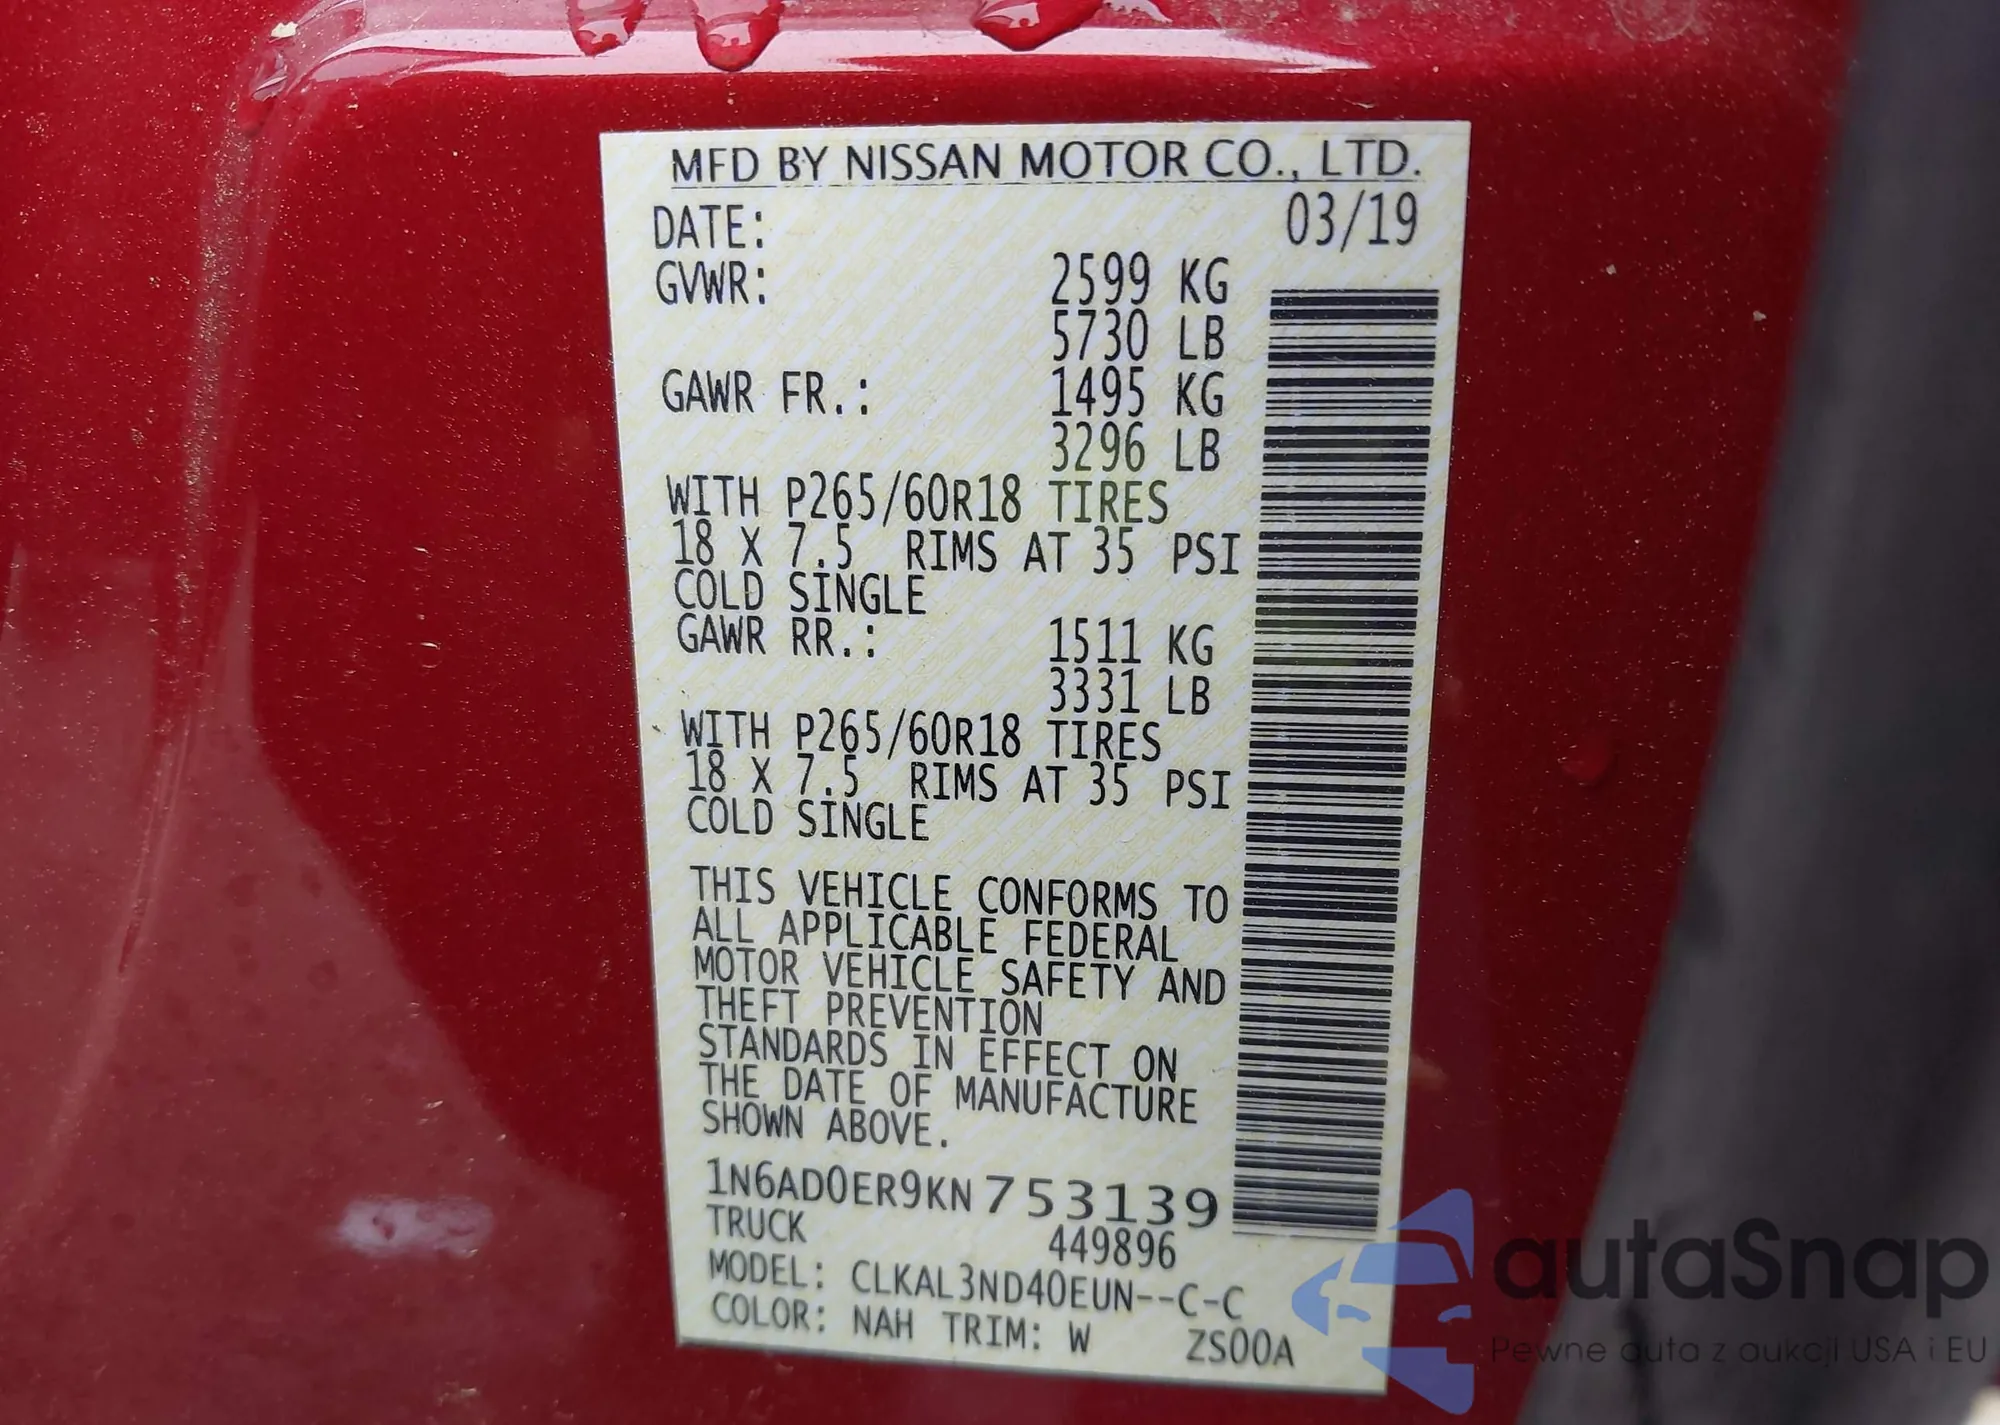 MFD BY NISSAN MOTOR CO., LTD.
DATE: 03/19
GVWR: 2599 KG
5730 LB
GAWR FR.: 1495 KG
3296 LB
WITH P265/60R18 TIRES
18 X 7.5 RIMS AT 35 PSI
COLD SINGLE
GAWR RR.: 1511 KG
3331 LB
WITH P265/60R18 TIRES
18 X 7.5 RIMS AT 35 PSI
COLD SINGLE
THIS VEHICLE CONFORMS TO
ALL APPLICABLE FEDERAL
MOTOR VEHICLE SAFETY AND
THEFT PREVENTION
STANDARDS IN EFFECT ON
THE DATE OF MANUFACTURE
SHOWN ABOVE.
1N6AD0ER9KN753139
TRUCK 449896
MODEL: CLKAL3ND40EUN--C-C
COLOR: NAH TRIM: W ZS00A
autaSnap
Pewne auta z aukcji USA i EU